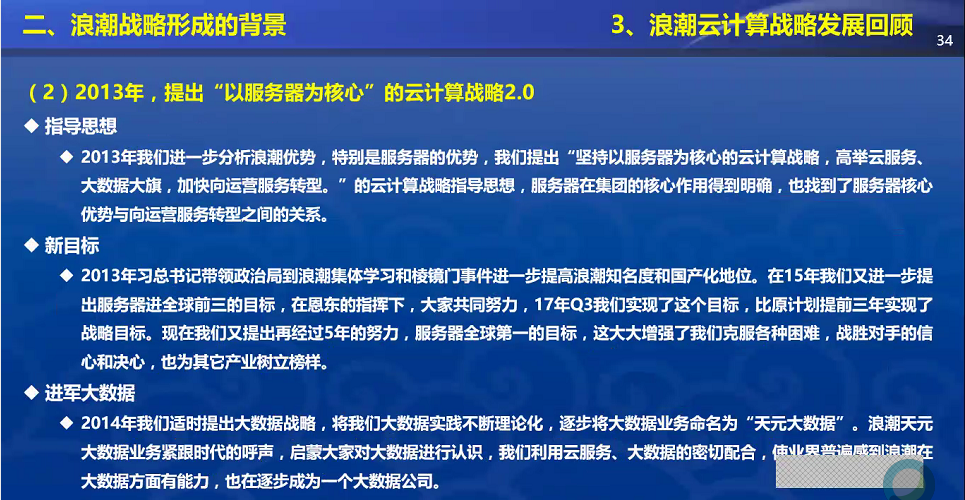 二、浪潮战略形成的背景
3、浪潮云计算战略发展回顾
34
（2）2013年，提出“以服务器为核心”的云计算战略2.0
◆ 指导思想
◆ 2013年我们进一步分析浪潮优势，特别是服务器的优势，我们提出“坚持以服务器为核心的云计算战略，高举云服务、
大数据大旗，加快向运营服务转型。”的云计算战略指导思想，服务器在集团的核心作用得到明确，也找到了服务器核心
优势与向运营服务转型之间的关系。
◆ 新目标
◆ 2013年习总书记带领政治局到浪潮集体学习和棱镜门事件进一步提高浪潮知名度和国产化地位。在15年我们又进一步提
出服务器进全球前三的目标，在恩东的指挥下，大家共同努力，17年Q3我们实现了这个目标，比原计划提前三年实现了
战略目标。现在我们又提出再经过5年的努力，服务器全球第一的目标，这大大增强了我们克服各种困难，战胜对手的信
心和决心，也为其它产业树立榜样。
◆ 进军大数据
◆ 2014年我们适时提出大数据战略，将我们大数据实践不断理论化，逐步将大数据业务命名为“天元大数据”。浪潮天元
大数据业务紧跟时代的呼声，启蒙大家对大数据进行认识，我们利用云服务、大数据的密切配合，使业界普遍感到浪潮在
大数据方面有能力，也在逐步成为一个大数据公司。